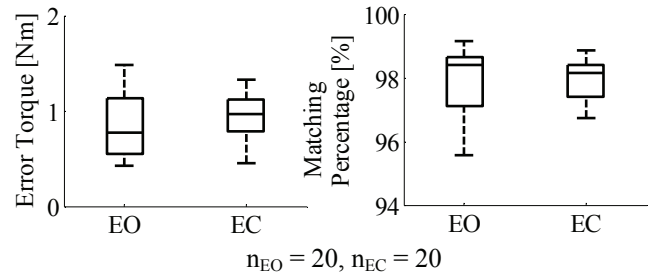 Error Torque [Nm]
2
1
0
EO EC
Matching
Percentage [%]
100
98
96
94
EO EC
n_EO = 20, n_EC = 20